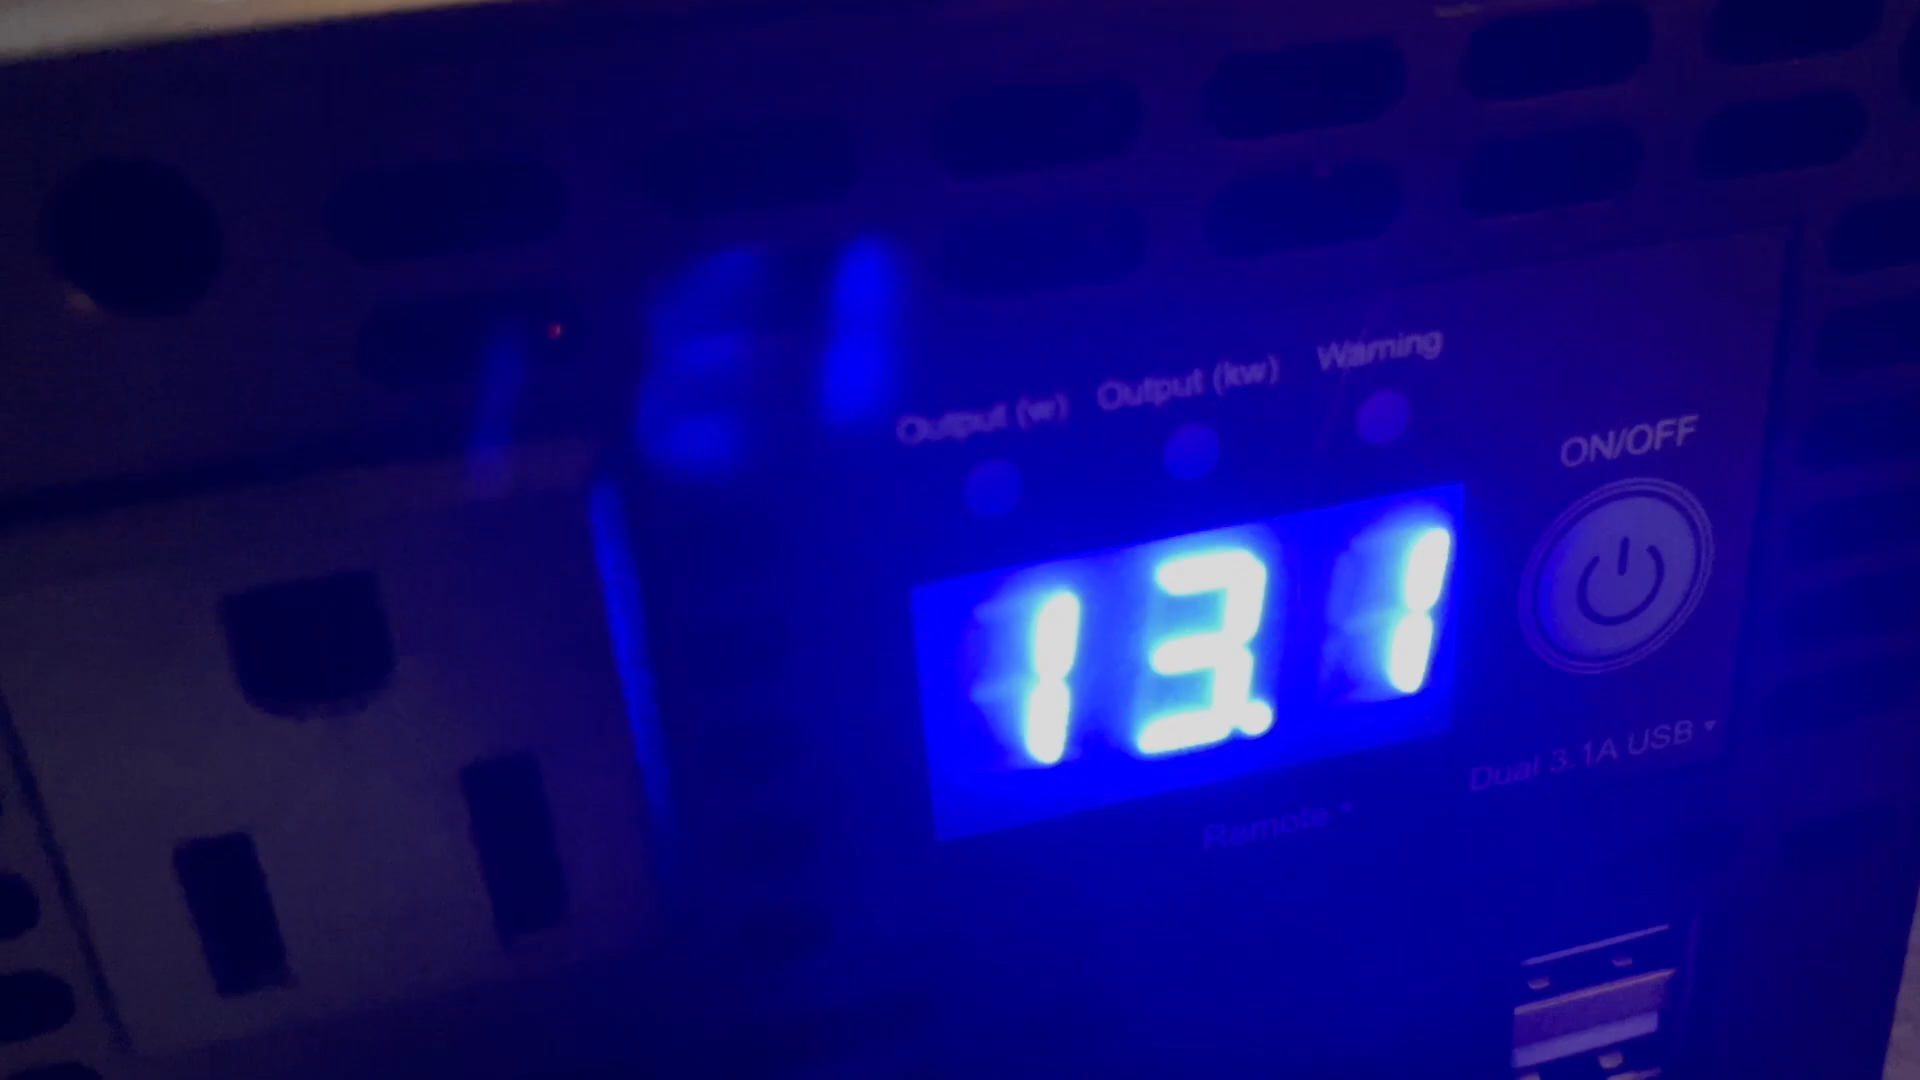 Output (w) Output (kw) Warning
ON/OFF
13.1
Dual 3.1A USB
Remote